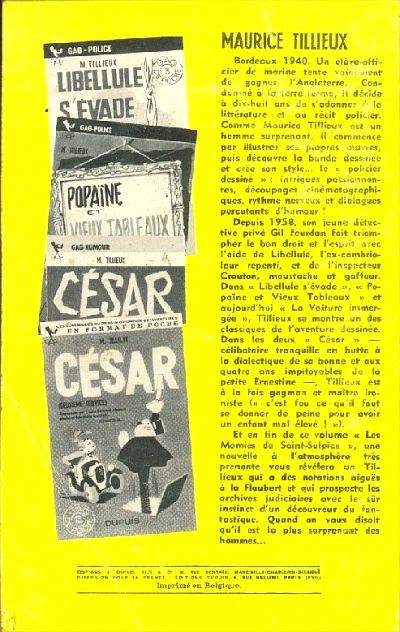 GAG - POLICE
M. TILLIEUX
LIBELLULE
S'ÉVADE
GAG-POLICE
M. TILLIEUX
POPAÏNE
ET
VIEUX TABLEAUX
GAG-HUMOUR
M. TILLIEUX
CÉSAR
EN FORMAT DE POCHE
M. TILLIEUX
CÉSAR
DUPUIS
MAURICE TILLIEUX
Bordeaux 1940. Un élève-offi-
cier de marine tente vainement
de gagner l'Angleterre. Con-
damné à la terre ferme, il décide
à dix-huit ans de s'adonner à la
littérature et au récit policier.
Comme Maurice Tillieux est un
homme surprenant, il commence
par illustrer ses propres œuvres,
puis découvre la bande dessinée
et crée son style... le « policier
dessiné » : intrigues passionnan-
tes, découpages cinématographi-
ques, rythme nerveux et dialogues
percutants d'humour !
Depuis 1958, son jeune détec-
tive privé Gil Jourdan fait triom-
pher le bon droit et l'esprit avec
l'aide de Libellule, l'ex-cambrio-
leur repenti, et de l'inspecteur
Crouton, moustachu et gaffeur.
Dans « Libellule s'évade », « Po-
païne et Vieux Tableaux » et
aujourd'hui « La Voiture immer-
gée », Tillieux se montre un des
classiques de l'aventure dessinée.
Dans les deux « César » —
célibataire tranquille en butte à
la dialectique de sa bonne et aux
quatre ans impitoyables de la
petite Ernestine —, Tillieux est
à la fois gagman et maître iro-
niste (« c'est fou ce qu'il faut
se donner de peine pour avoir
un enfant mal élevé ! »).
Et en fin de ce volume « Les
Momies de Saint-Sulpice », une
nouvelle à l'atmosphère très
prenante vous révélera un Til-
lieux qui a des notations aiguës
à la Flaubert et qui prospecte les
archives judiciaires avec le sûr
instinct d'un découvreur du fan-
tastique. Quand on vous disait
qu'il est le plus surprenant des
hommes...
Imprimé en Belgique.